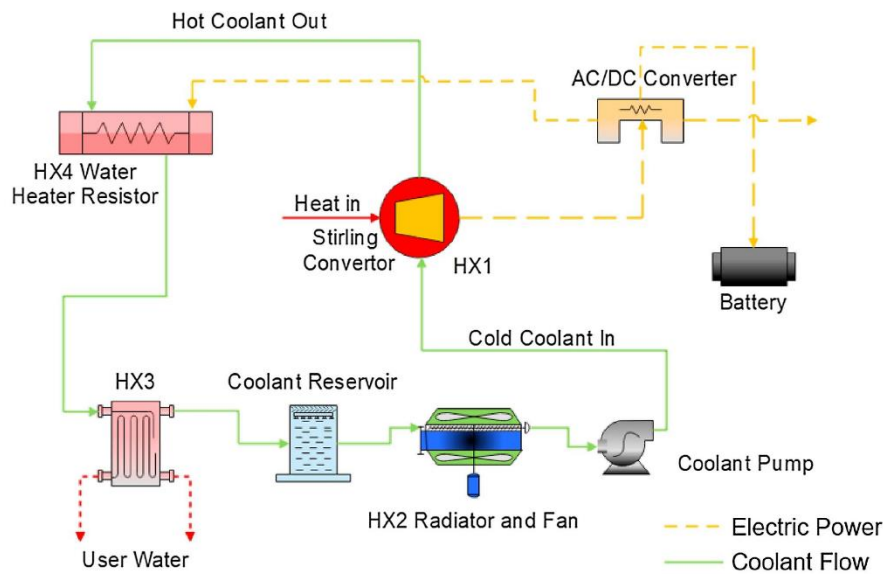 Hot Coolant Out
AC/DC Converter
HX4 Water
Heater Resistor
Heat in
Stirling
Convertor
HX1
Battery
Cold Coolant In
HX3
Coolant Reservoir
Coolant Pump
HX2 Radiator and Fan
User Water
Electric Power
Coolant Flow